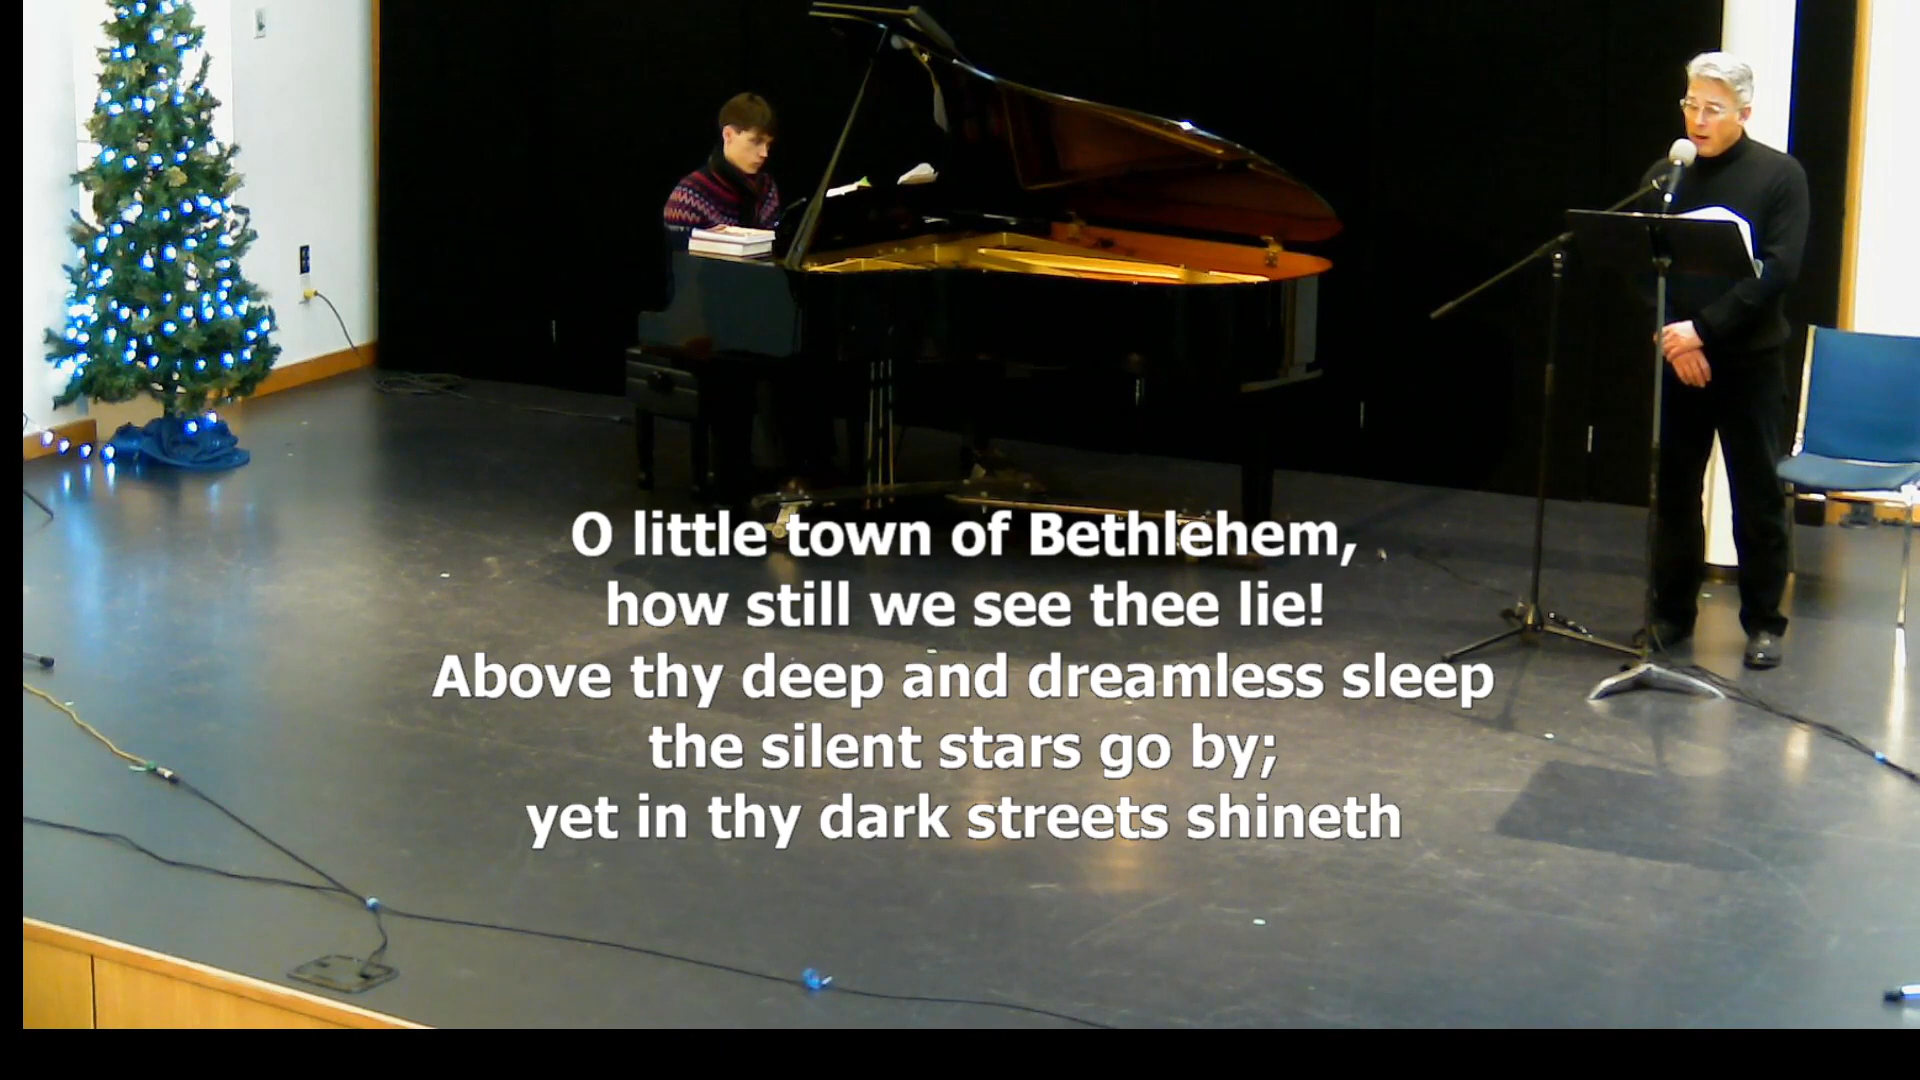 O little town of Bethlehem,
how still we see thee lie!
Above thy deep and dreamless sleep
the silent stars go by;
yet in thy dark streets shineth